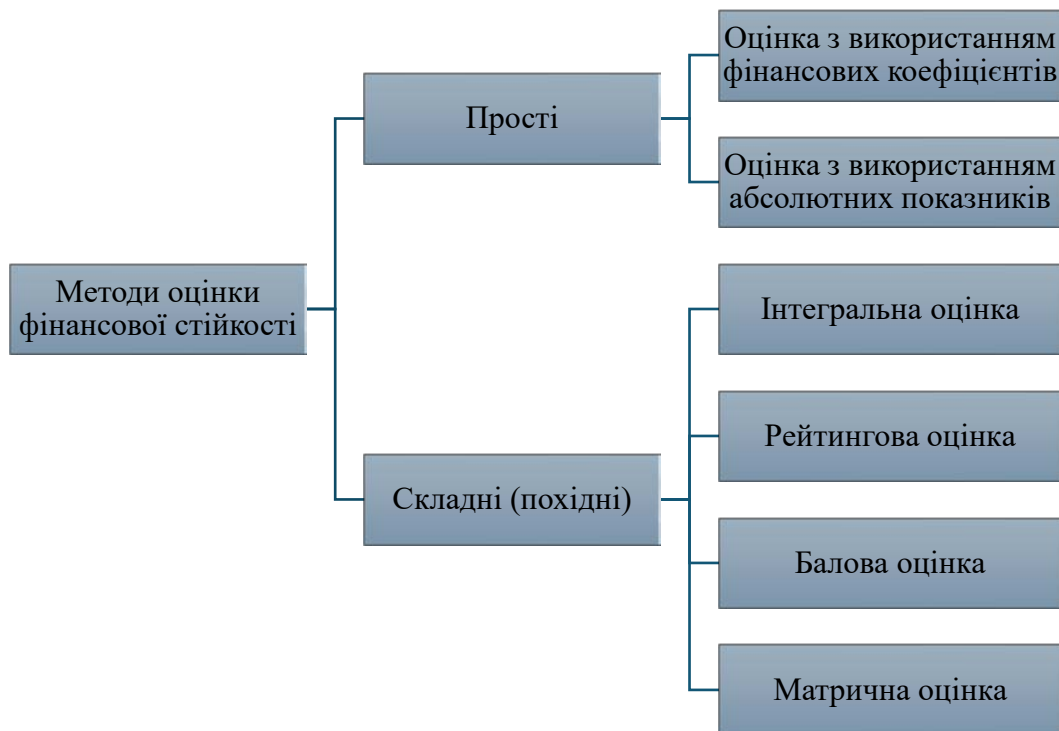 Оцінка з використанням
фінансових коефіцієнтів
Прості
Оцінка з використанням
абсолютних показників
Методи оцінки
фінансової стійкості
Інтегральна оцінка
Рейтингова оцінка
Складні (похідні)
Балова оцінка
Матрична оцінка